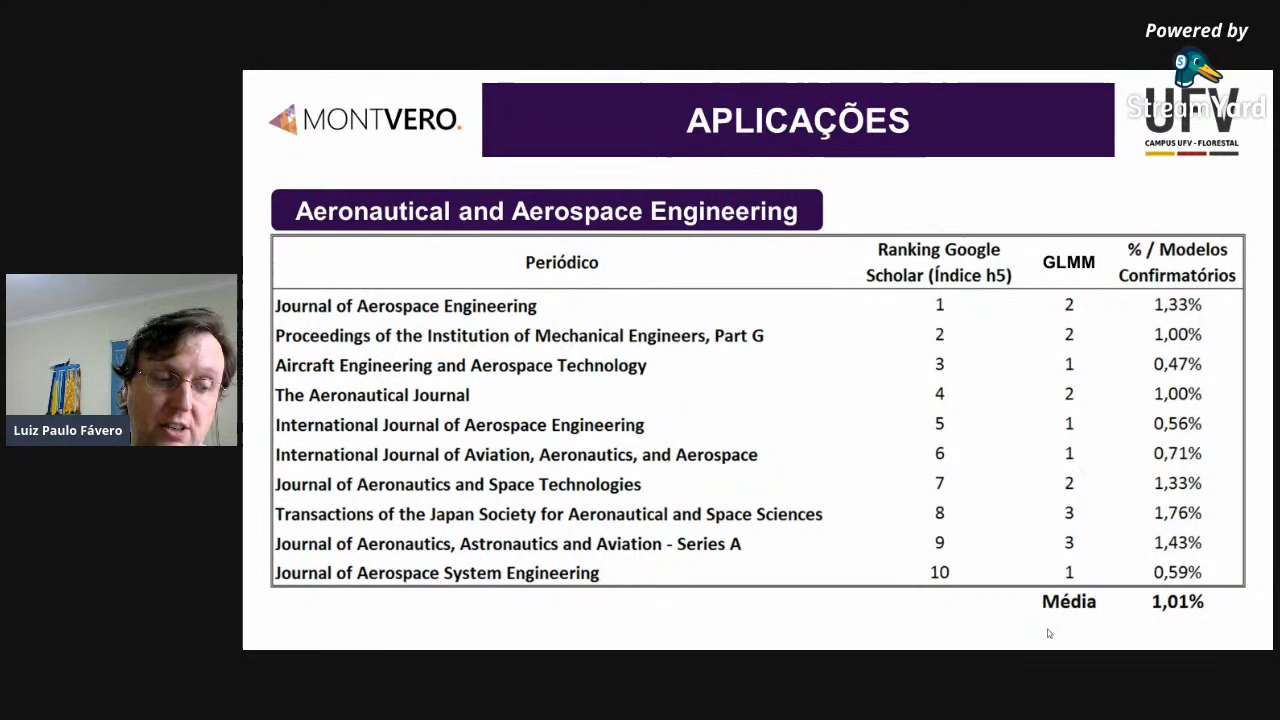 Powered by
StreamYard
MONTVERO.
APLICAÇÕES
UFV
CAMPUS UFV - FLORESTAL
Aeronautical and Aerospace Engineering
Periódico
Ranking Google
Scholar (Índice h5)
GLMM
% / Modelos
Confirmatórios
Journal of Aerospace Engineering 1 2 1,33%
Proceedings of the Institution of Mechanical Engineers, Part G 2 2 1,00%
Aircraft Engineering and Aerospace Technology 3 1 0,47%
The Aeronautical Journal 4 2 1,00%
International Journal of Aerospace Engineering 5 1 0,56%
International Journal of Aviation, Aeronautics, and Aerospace 6 1 0,71%
Journal of Aeronautics and Space Technologies 7 2 1,33%
Transactions of the Japan Society for Aeronautical and Space Sciences 8 3 1,76%
Journal of Aeronautics, Astronautics and Aviation - Series A 9 3 1,43%
Journal of Aerospace System Engineering 10 1 0,59%
Média 1,01%
Luiz Paulo Fávero